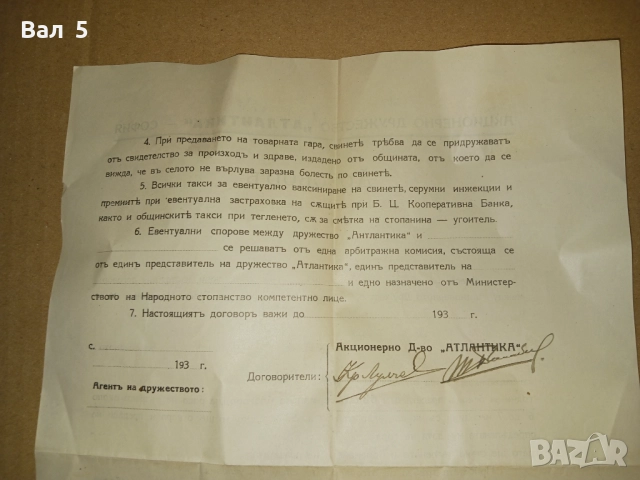 Вал 5
4. При предаването на товарната гара, свинетѣ трѣбва да се придружаватъ
отъ свидетелство за произходъ и здраве, издадено отъ общината, отъ което да се
вижда, че въ селото не върлува заразна болесть по свинетѣ.
5. Всички такси за евентуално ваксиниране на свинетѣ, серумни инжекции и
премиитѣ при евентуална застраховка на сѫщитѣ при Б. Ц. Кооперативна Банка,
както и общинскитѣ такси при тегленето, сѫ за смѣтка на стопанина — угоитель.
6. Евентуални спорове между дружество „Антлантика" и
се решаватъ отъ една арбитражна комисия, състояща се
отъ единъ представитель на дружество „Атлантика", единъ представитель на
и едно назначено отъ Министер-
ството на Народното стопанство компетентно лице.
7. Настоящиятъ договоръ важи до 193 г.
с.
193 г.
Агентъ на дружеството:
Акционерно Д-во „АТЛАНТИКА"
Договорители:
BAZAR
bg